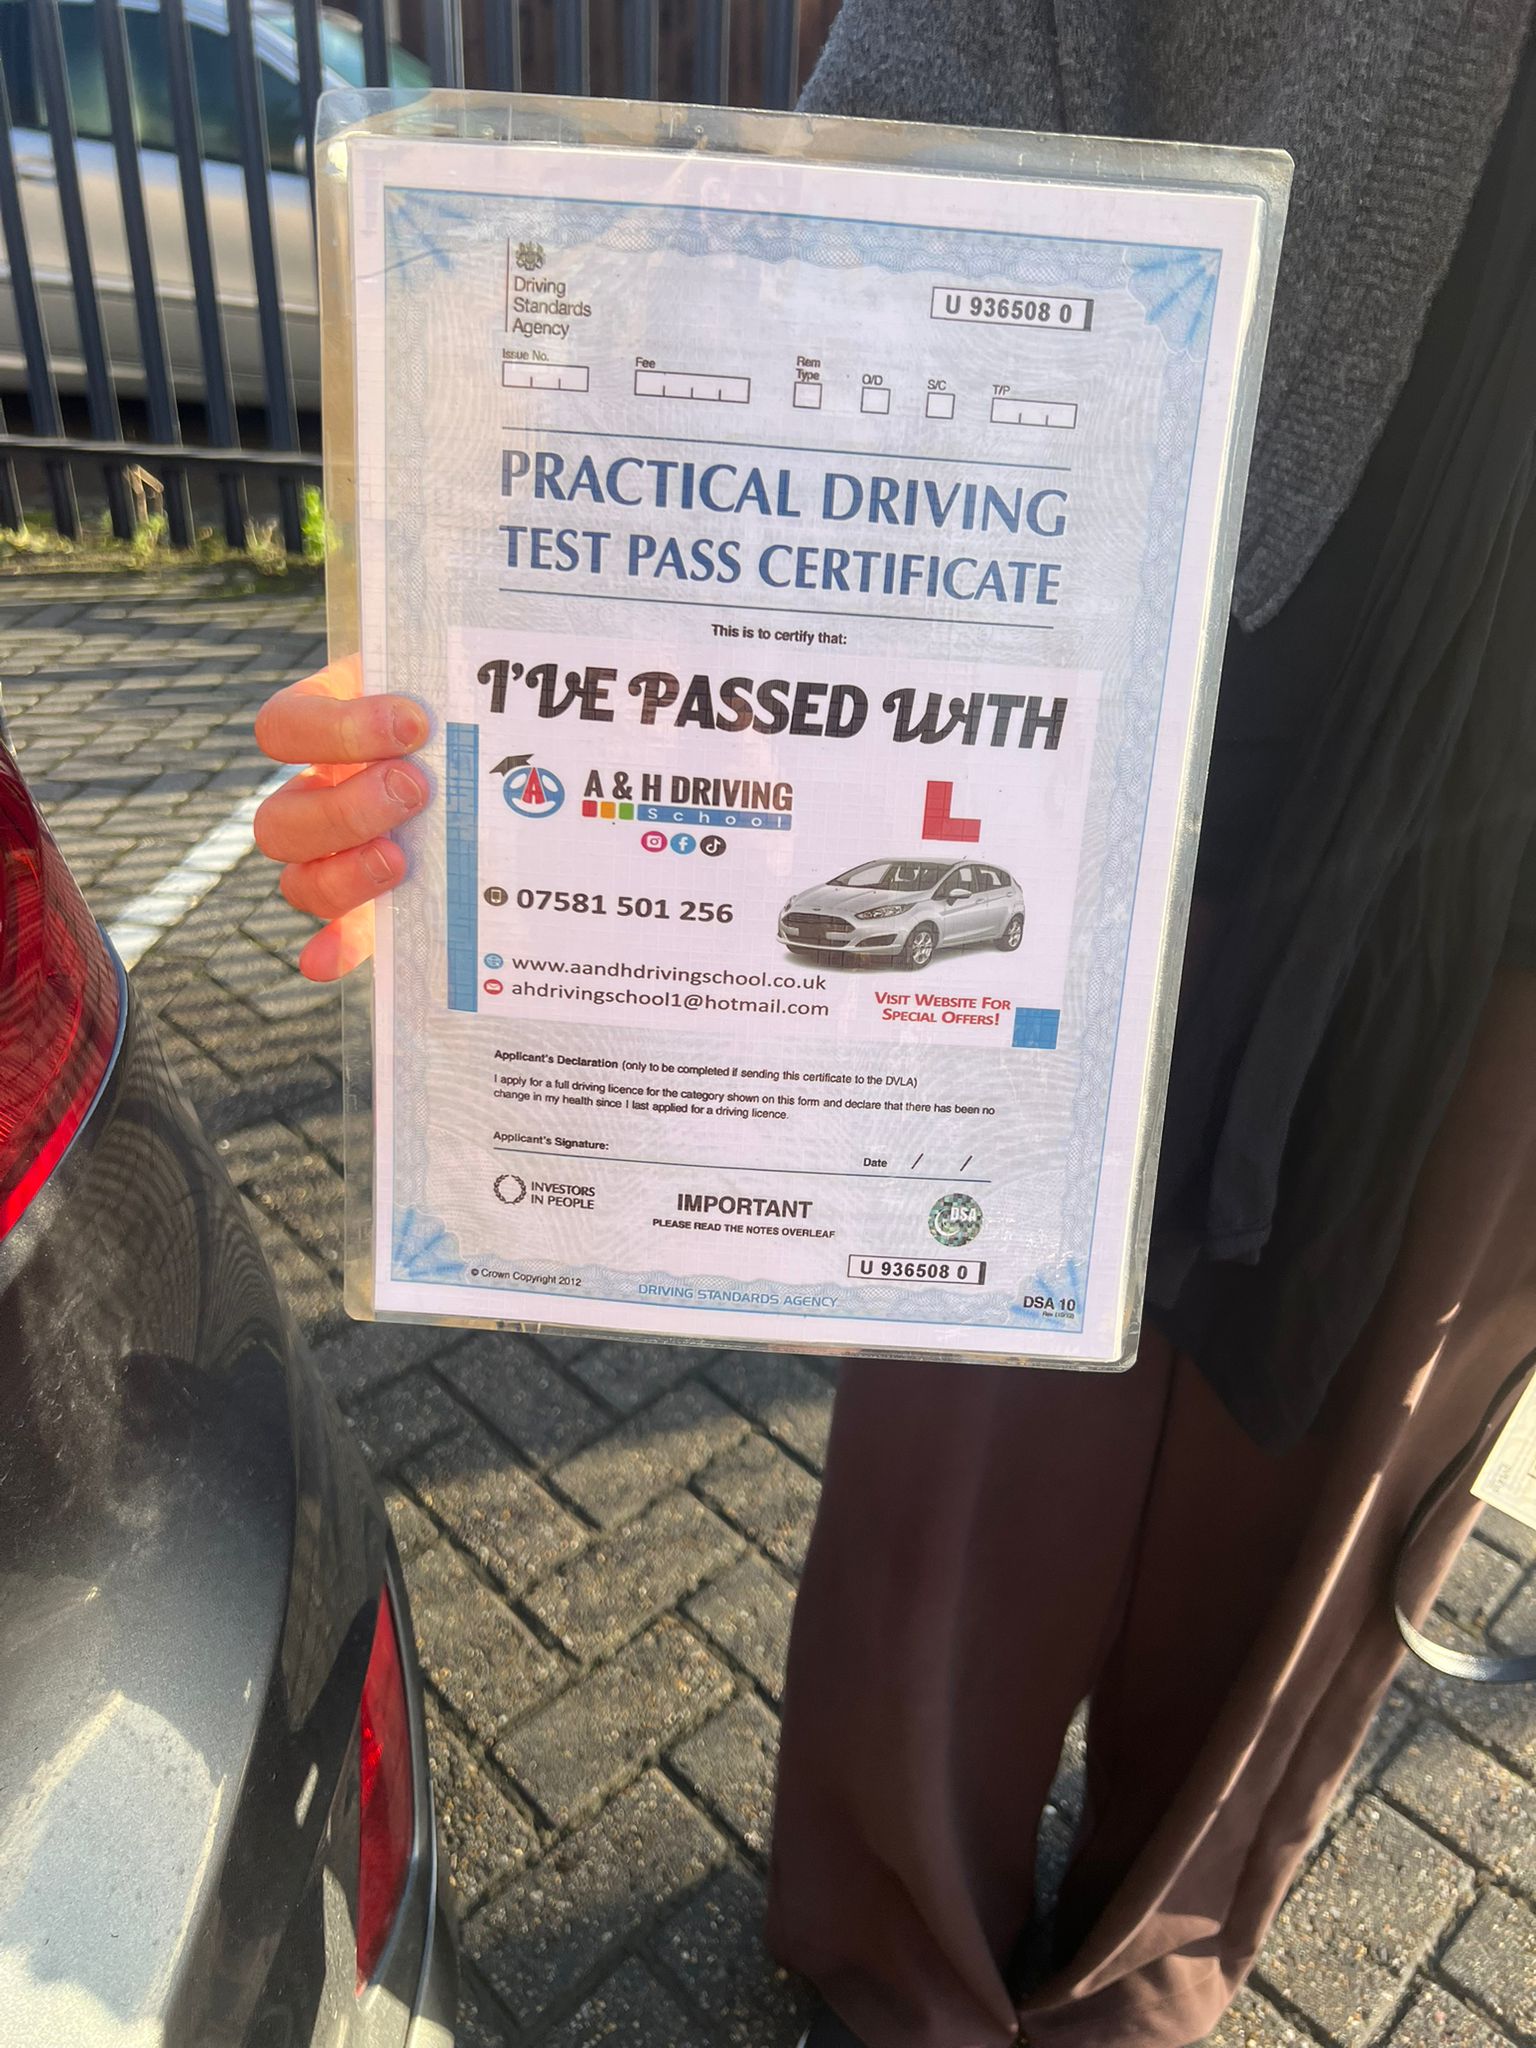 Driving
Standards
Agency
U 936508 0
Issue No.
Fee
Rem
Type
O/D
S/C
T/P
PRACTICAL DRIVING
TEST PASS CERTIFICATE
This is to certify that:
I'VE PASSED WITH
A
A & H DRIVING
School
L
07581 501 256
www.aandhdrivingschool.co.uk
ahdrivingschool1@hotmail.com
VISIT WEBSITE FOR
SPECIAL OFFERS!
Applicant's Declaration (only to be completed if sending this certificate to the DVLA)
I apply for a full driving licence for the category shown on this form and declare that there has been no
change in my health since I last applied for a driving licence.
Applicant's Signature:
Date / /
INVESTORS
IN PEOPLE
IMPORTANT
PLEASE READ THE NOTES OVERLEAF
DSA
U 936508 0
© Crown Copyright 2012
DRIVING STANDARDS AGENCY
DSA 10